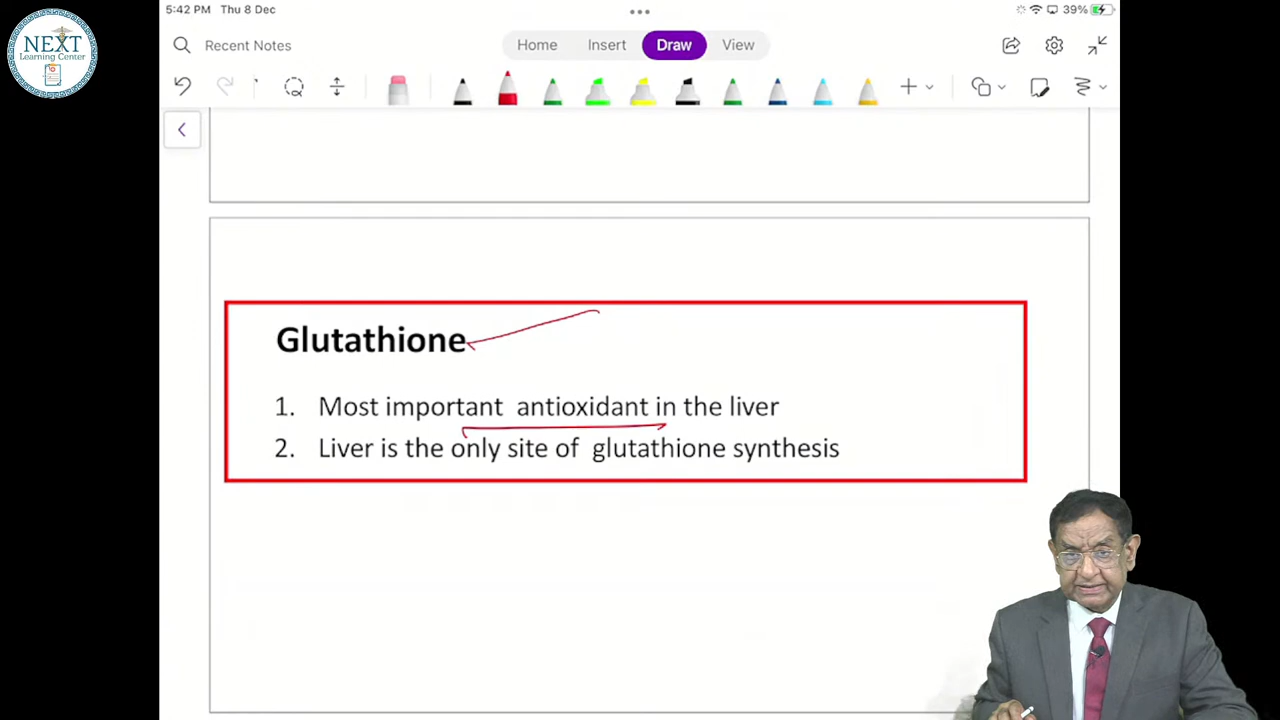 5:42 PM Thu 8 Dec
39%
NEXT
Learning Center
Recent Notes
Home Insert Draw View
Glutathione
1. Most important antioxidant in the liver
2. Liver is the only site of glutathione synthesis